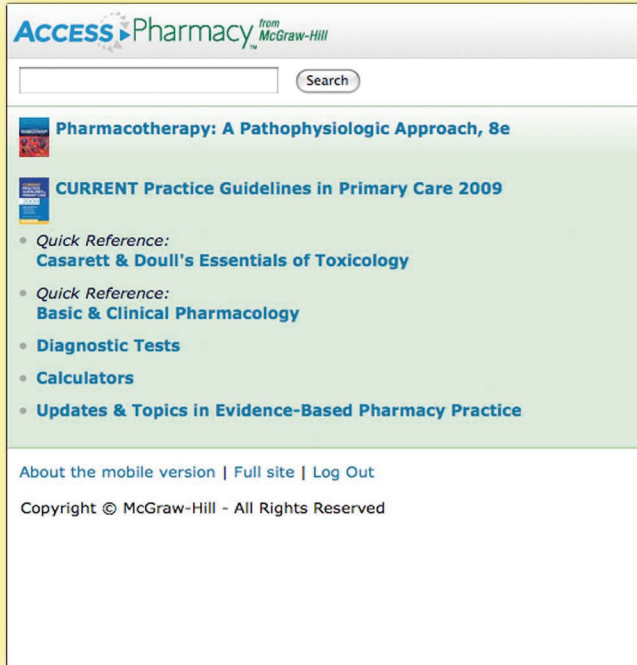 ACCESS Pharmacy™ from McGraw-Hill
Search
Pharmacotherapy: A Pathophysiologic Approach, 8e
CURRENT Practice Guidelines in Primary Care 2009
Quick Reference:
Casarett & Doull's Essentials of Toxicology
Quick Reference:
Basic & Clinical Pharmacology
Diagnostic Tests
Calculators
Updates & Topics in Evidence-Based Pharmacy Practice
About the mobile version | Full site | Log Out
Copyright © McGraw-Hill - All Rights Reserved